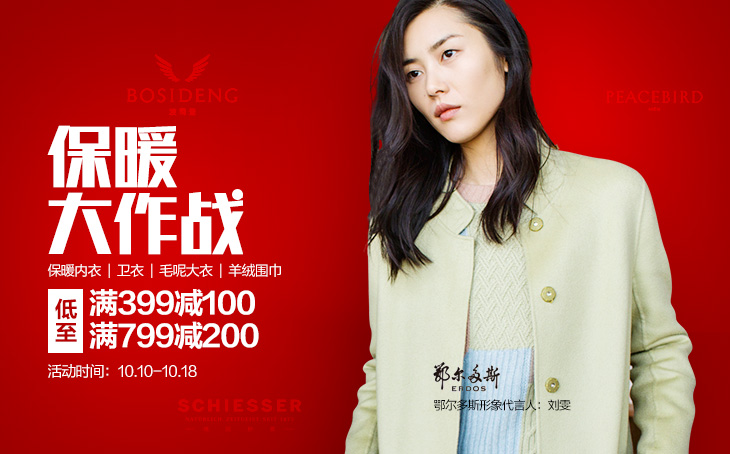 BOSIDENG
波司登
PEACEBIRD
保暖
大作战
保暖内衣 | 卫衣 | 毛呢大衣 | 羊绒围巾
低至
满399减100
满799减200
活动时间：10.10-10.18
鄂尔多斯
ERDOS
鄂尔多斯形象代言人：刘雯
SCHIESSER